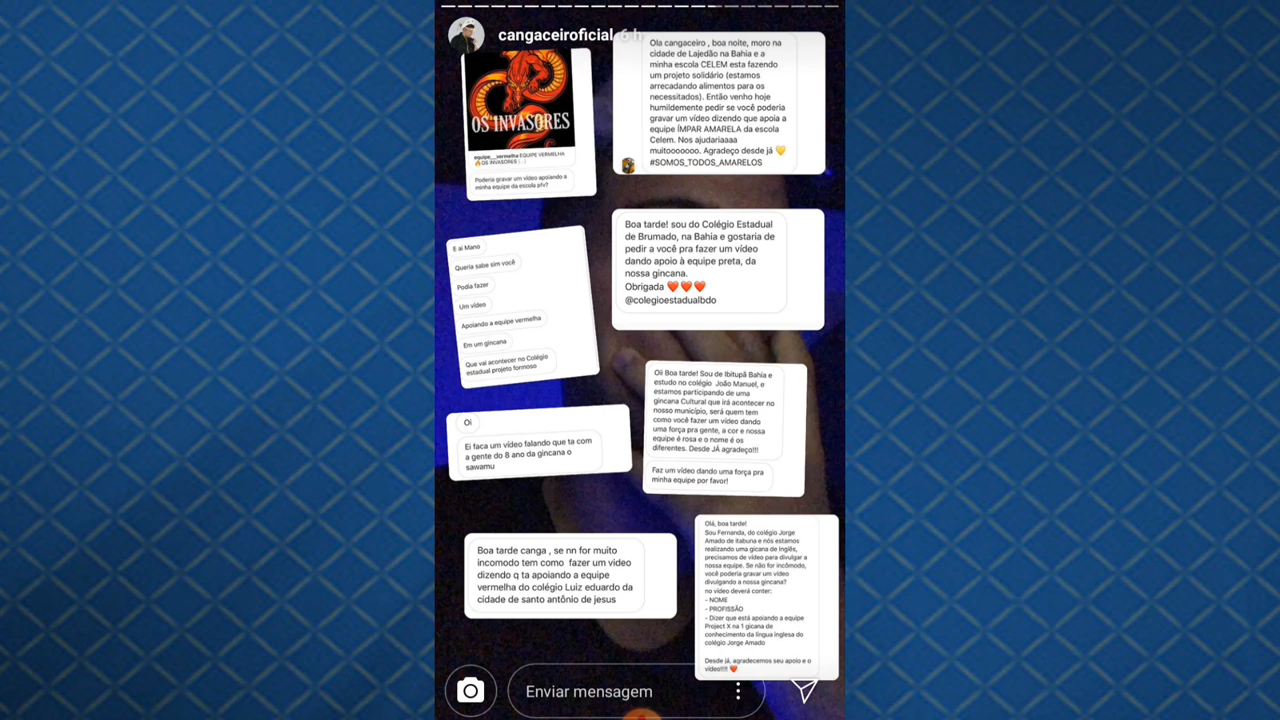 cangaceiroficial 6 h
OS INVASORES
equipe__vermelha EQUIPE VERMELHA
🔥OS INVASORES (...)
Poderia gravar um vídeo apoiando a
minha equipe da escola pfv?
Ola cangaceiro , boa noite, moro na
cidade de Lajedão na Bahia e a
minha escola CELEM esta fazendo
um projeto solidário (estamos
arrecadando alimentos para os
necessitados). Então venho hoje
humildemente pedir se você poderia
gravar um vídeo dizendo que apoia a
equipe ÍMPAR AMARELA da escola
Celem. Nos ajudariaaaa
muitooooooo. Agradeço desde já 💛
#SOMOS_TODOS_AMARELOS
E ai Mano
Queria sabe sim você
Podia fazer
Um vídeo
Apoiando a equipe vermelha
Em um gincana
Que vai acontecer no Colégio
estadual projeto formoso
Boa tarde! sou do Colégio Estadual
de Brumado, na Bahia e gostaria de
pedir a você pra fazer um vídeo
dando apoio à equipe preta, da
nossa gincana.
Obrigada ❤️❤️❤️
@colegioestadualbdo
Oi
Ei faca um vídeo falando que ta com
a gente do 8 ano da gincana o
sawamu
Oii Boa tarde! Sou de Ibitupã Bahia e
estudo no colégio João Manuel, e
estamos participando de uma
gincana Cultural que irá acontecer no
nosso município, será quem tem
como você fazer um vídeo dando
uma força pra gente, a cor e nossa
equipe é rosa e o nome é os
diferentes. Desde JÁ agradeço!!!
Faz um vídeo dando uma força pra
minha equipe por favor!
Boa tarde canga , se nn for muito
incomodo tem como fazer um video
dizendo q ta apoiando a equipe
vermelha do colégio Luiz eduardo da
cidade de santo antônio de jesus
Olá, boa tarde!
Sou Fernanda, do colégio Jorge
Amado de itabuna e nós estamos
realizando uma gicana de Inglês,
precisamos de vídeo para divulgar a
nossa equipe. Se não for incômodo,
você poderia gravar um vídeo
divulgando a nossa gincana?
no vídeo deverá conter:
- NOME
- PROFISSÃO
- Dizer que está apoiando a equipe
Project X na 1 gicana de
conhecimento da língua inglesa do
colégio Jorge Amado
Desde já, agradecemos seu apoio e o
vídeo!!!! ❤️
Enviar mensagem